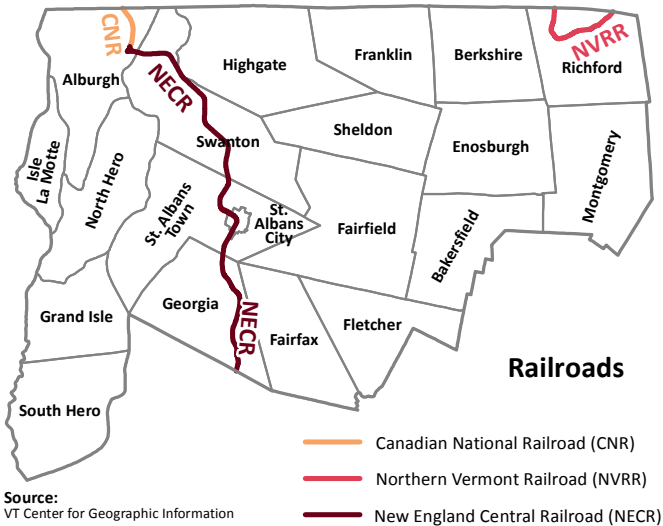 CNR
NVRR
Franklin
Berkshire
Highgate
Richford
Alburgh
NECR
Sheldon
Swanton
Enosburgh
Isle
La Motte
North Hero
Montgomery
St. Albans
Town
St.
Albans
City
Fairfield
Bakersfield
Georgia
Grand Isle
NECR
Fairfax
Fletcher
Railroads
South Hero
Canadian National Railroad (CNR)
Northern Vermont Railroad (NVRR)
New England Central Railroad (NECR)
Source:
VT Center for Geographic Information